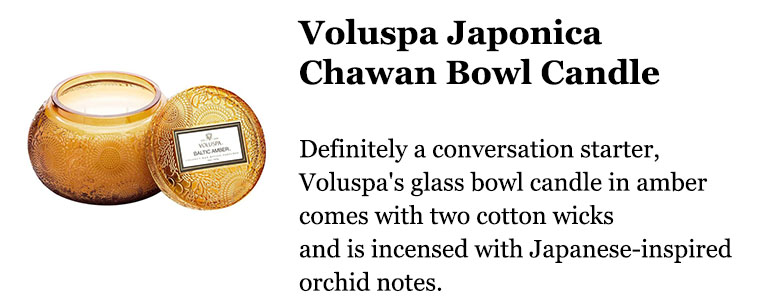 Voluspa Japonica
Chawan Bowl Candle
Definitely a conversation starter,
Voluspa's glass bowl candle in amber
comes with two cotton wicks
and is incensed with Japanese-inspired
orchid notes.
VOLUSPA
BALTIC AMBER